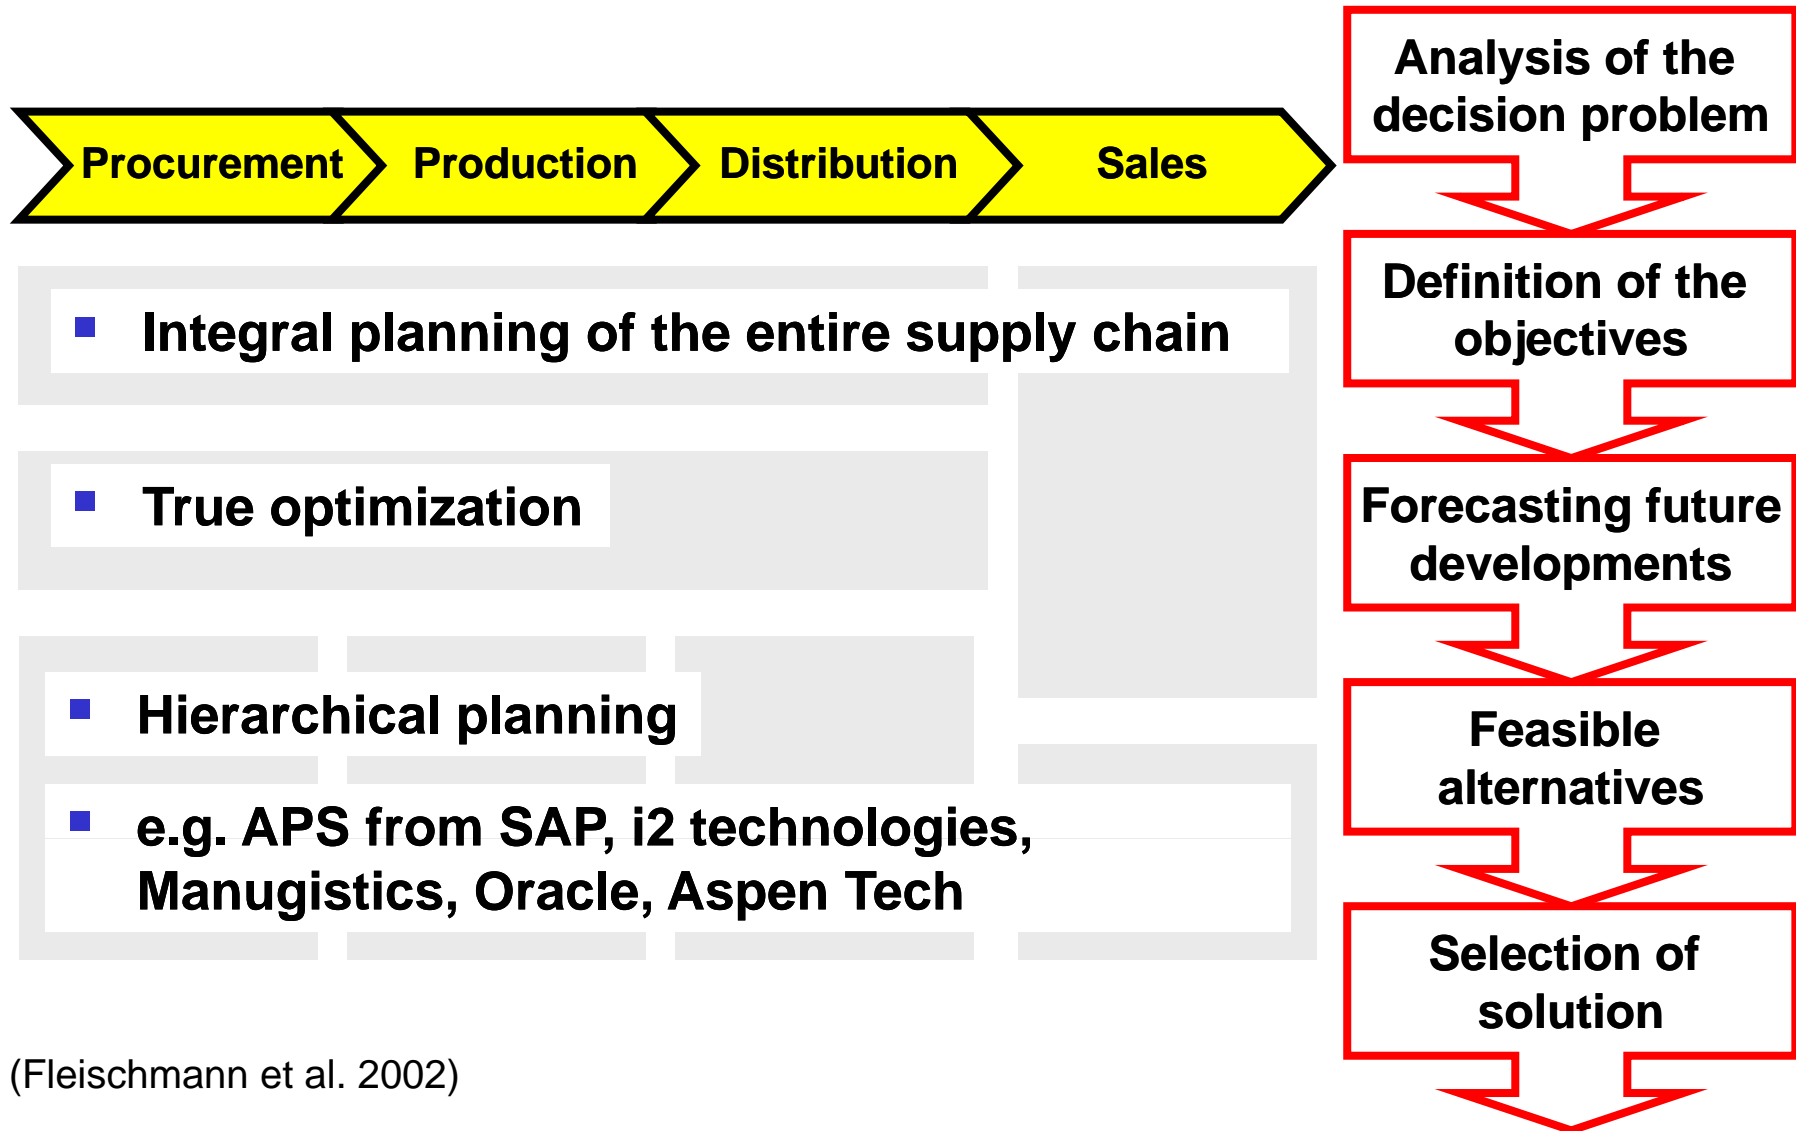 Procurement
Production
Distribution
Sales
▪ Integral planning of the entire supply chain
▪ True optimization
▪ Hierarchical planning
▪ e.g. APS from SAP, i2 technologies,
Manugistics, Oracle, Aspen Tech
(Fleischmann et al. 2002)
Analysis of the
decision problem
Definition of the
objectives
Forecasting future
developments
Feasible
alternatives
Selection of
solution